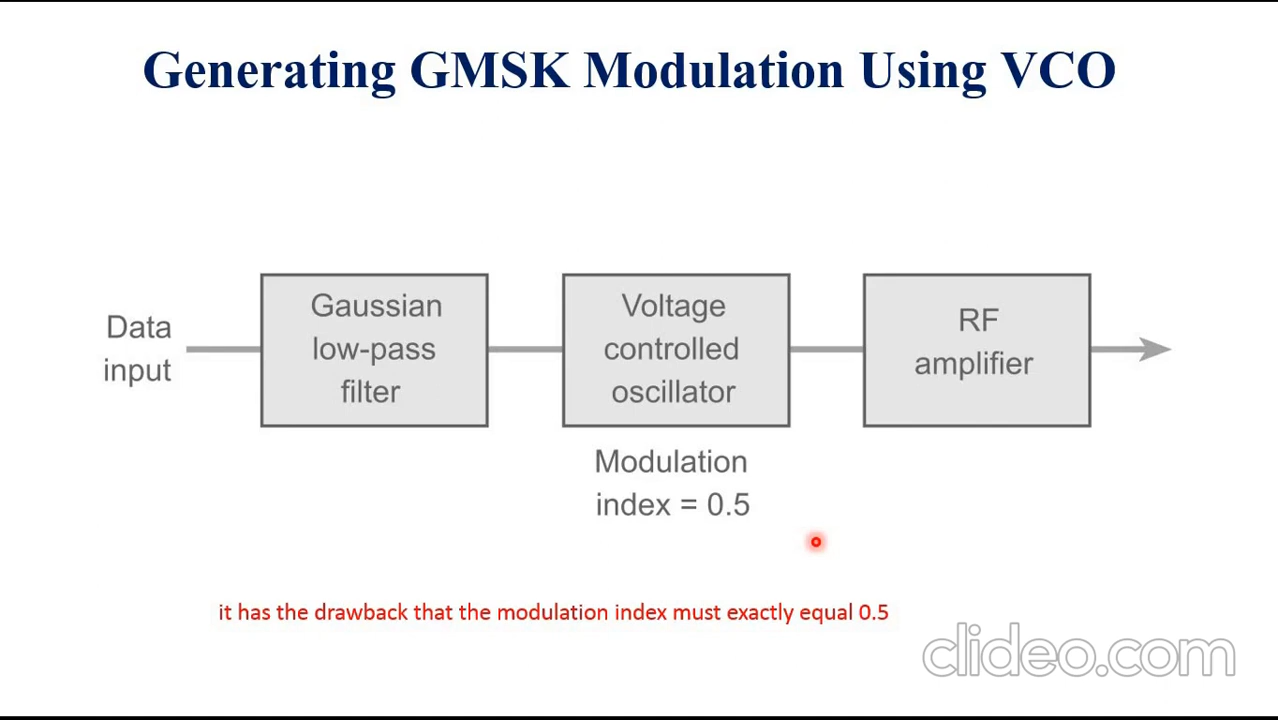 Generating GMSK Modulation Using VCO
Data
input
Gaussian
low-pass
filter
Voltage
controlled
oscillator
RF
amplifier
Modulation
index = 0.5
it has the drawback that the modulation index must exactly equal 0.5
clideo.com